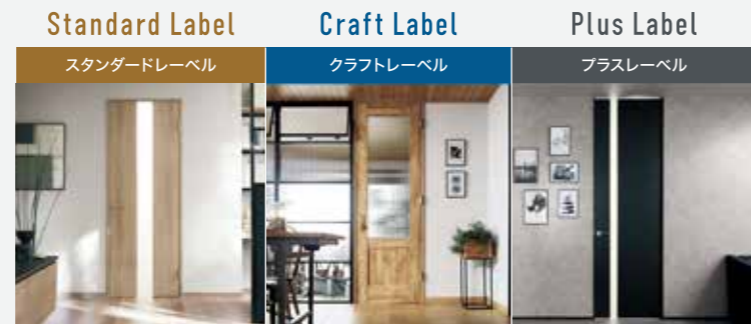 Standard Label
Craft Label
Plus Label
スタンダードレーベル
クラフトレーベル
プラスレーベル